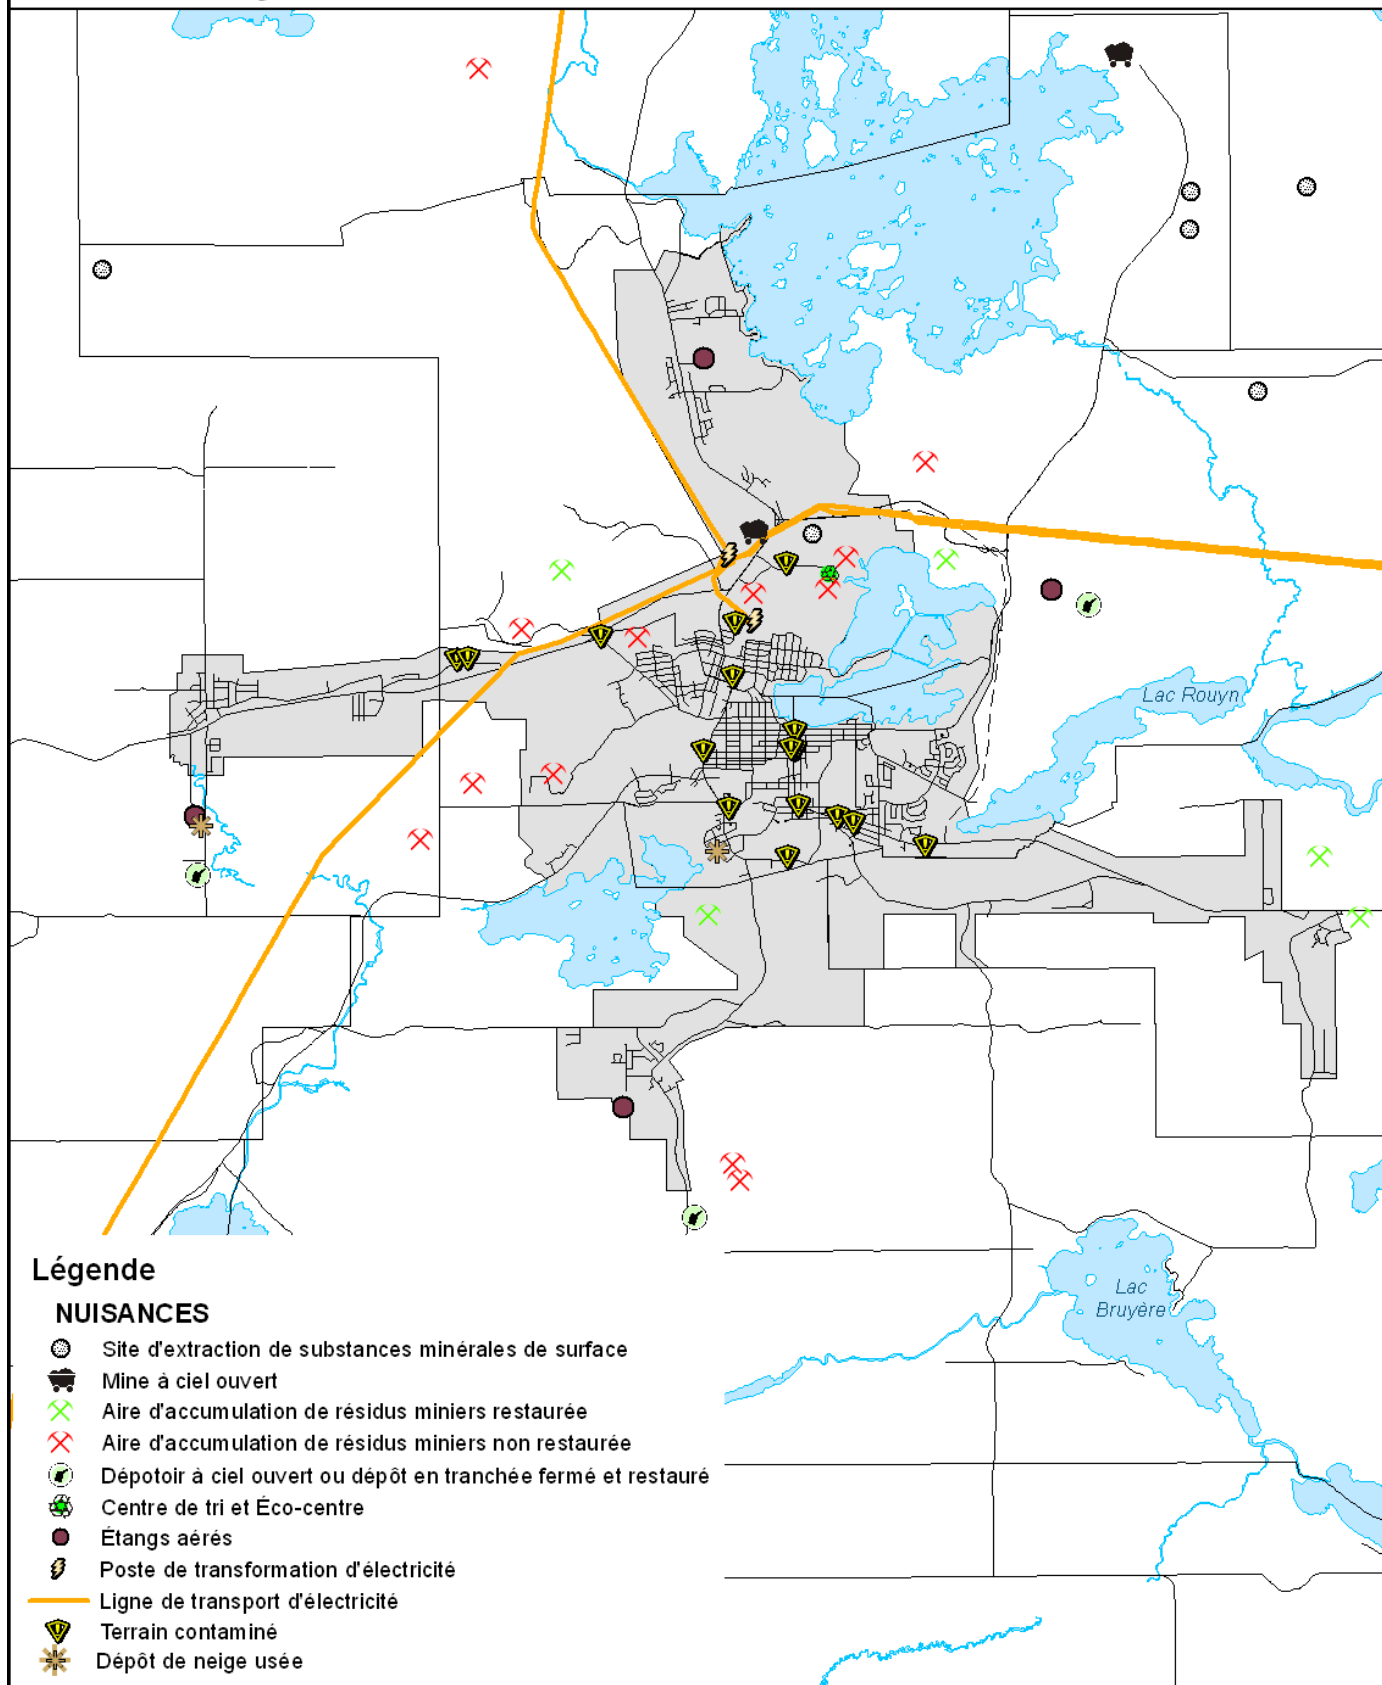 Lac Rouyn
Lac
Bruyère
Légende
NUISANCES
Site d'extraction de substances minérales de surface
Mine à ciel ouvert
Aire d'accumulation de résidus miniers restaurée
Aire d'accumulation de résidus miniers non restaurée
Dépotoir à ciel ouvert ou dépôt en tranchée fermé et restauré
Centre de tri et Éco-centre
Étangs aérés
Poste de transformation d'électricité
Ligne de transport d'électricité
Terrain contaminé
Dépôt de neige usée